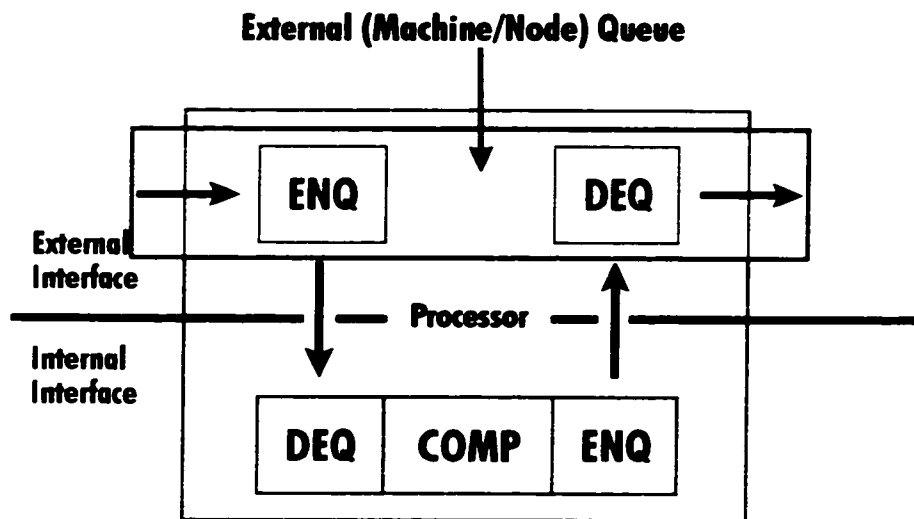 External (Machine/Node) Queue
ENQ
DEQ
External
Interface
Processor
Internal
Interface
DEQ
COMP
ENQ